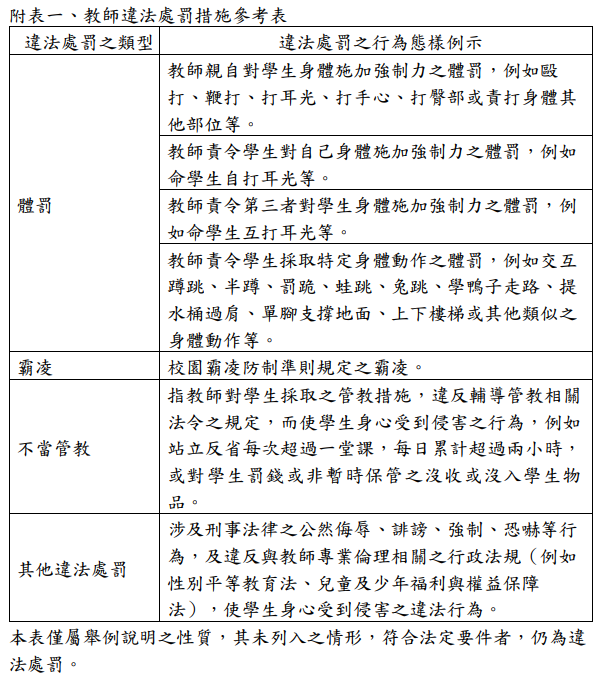 附表一、教師違法處罰措施參考表
違法處罰之類型
違法處罰之行為態樣例示
體罰
教師親自對學生身體施加強制力之體罰，例如毆
打、鞭打、打耳光、打手心、打臀部或責打身體其
他部位等。
教師責令學生對自己身體施加強制力之體罰，例如
命學生自打耳光等。
教師責令第三者對學生身體施加強制力之體罰，例
如命學生互打耳光等。
教師責令學生採取特定身體動作之體罰，例如交互
蹲跳、半蹲、罰跪、蛙跳、兔跳、學鴨子走路、提
水桶過肩、單腳支撐地面、上下樓梯或其他類似之
身體動作等。
霸凌
校園霸凌防制準則規定之霸凌。
不當管教
指教師對學生採取之管教措施，違反輔導管教相關
法令之規定，而使學生身心受到侵害之行為，例如
站立反省每次超過一堂課，每日累計超過兩小時，
或對學生罰錢或非暫時保管之沒收或沒入學生物
品。
其他違法處罰
涉及刑事法律之公然侮辱、誹謗、強制、恐嚇等行
為，及違反與教師專業倫理相關之行政法規（例如
性別平等教育法、兒童及少年福利與權益保障
法），使學生身心受到侵害之違法行為。
本表僅屬舉例說明之性質，其未列入之情形，符合法定要件者，仍為違
法處罰。